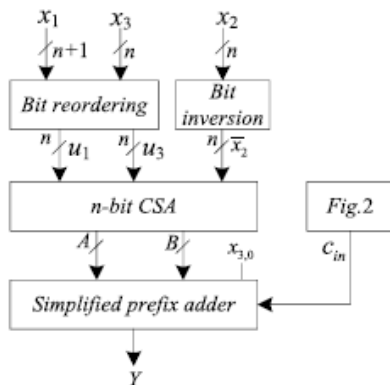 x₁ x₃ x₂
n+1 n n
Bit reordering
Bit inversion
n u₁ n u₃ n x̄₂
n-bit CSA
Fig.2
A B x₃,₀ cᵢₙ
Simplified prefix adder
Y